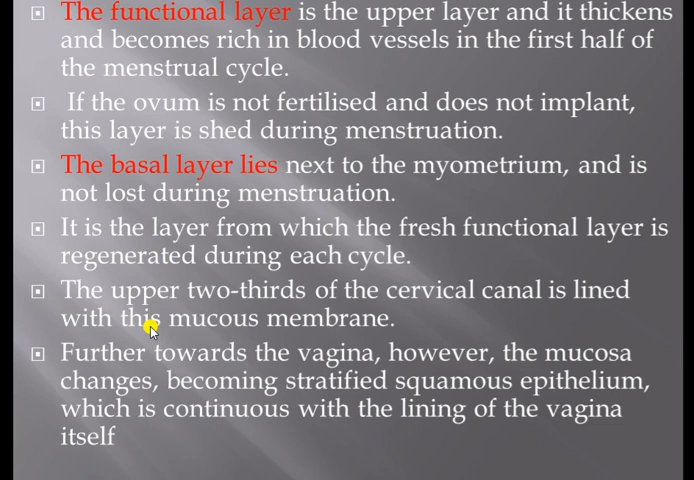 The functional layer is the upper layer and it thickens
and becomes rich in blood vessels in the first half of
the menstrual cycle.
If the ovum is not fertilised and does not implant,
this layer is shed during menstruation.
The basal layer lies next to the myometrium, and is
not lost during menstruation.
It is the layer from which the fresh functional layer is
regenerated during each cycle.
The upper two-thirds of the cervical canal is lined
with this mucous membrane.
Further towards the vagina, however, the mucosa
changes, becoming stratified squamous epithelium,
which is continuous with the lining of the vagina
itself